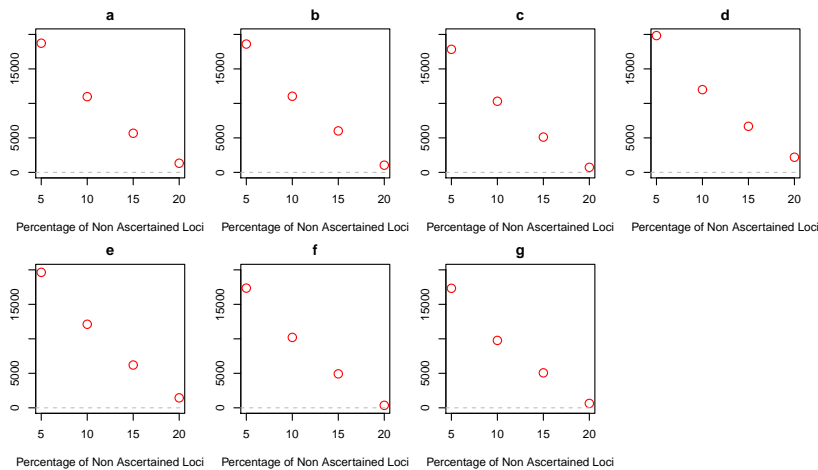 a b c d
15000 15000 15000 15000
5000 5000 5000 5000
0 0 0 0
5 10 15 20 5 10 15 20 5 10 15 20 5 10 15 20
Percentage of Non Ascertained Loci Percentage of Non Ascertained Loci Percentage of Non Ascertained Loci Percentage of Non Ascertained Loci
e f g
15000 15000 15000
5000 5000 5000
0 0 0
5 10 15 20 5 10 15 20 5 10 15 20
Percentage of Non Ascertained Loci Percentage of Non Ascertained Loci Percentage of Non Ascertained Loci